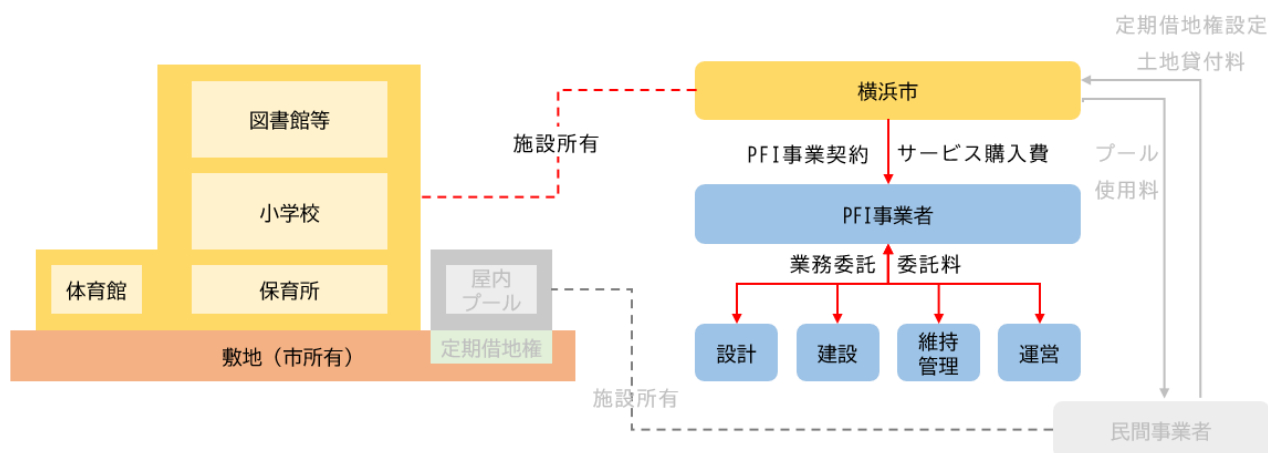 図書館等
小学校
体育館
保育所
屋内
プール
定期借地権
敷地（市所有）
施設所有
横浜市
PFI事業契約
サービス購入費
PFI事業者
業務委託
委託料
設計
建設
維持
管理
運営
定期借地権設定
土地貸付料
プール
使用料
施設所有
民間事業者